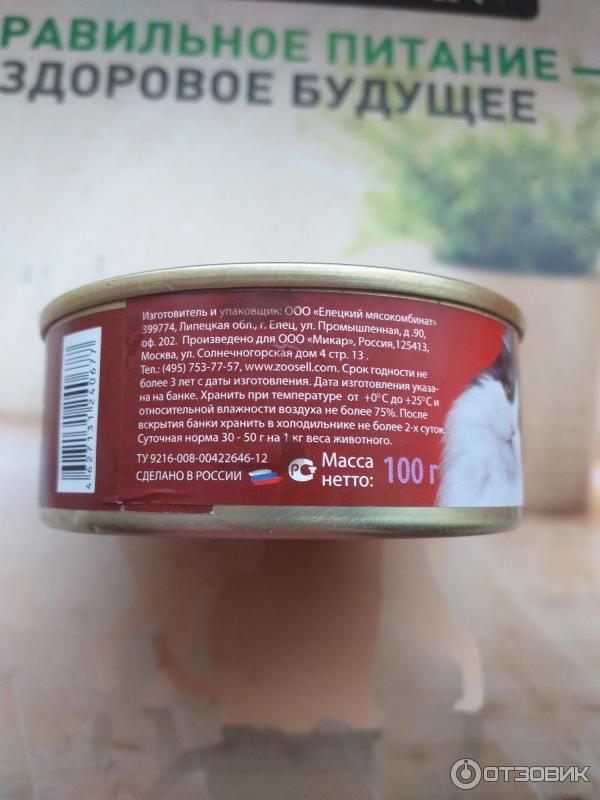 РАВИЛЬНОЕ ПИТАНИЕ —
ЗДОРОВОЕ БУДУЩЕЕ
Изготовитель и упаковщик: ООО «Елецкий мясокомбинат»
399774, Липецкая обл., г. Елец, ул. Промышленная, д .90,
оф. 202. Произведено для ООО «Микар», Россия,125413,
Москва, ул. Солнечногорская дом 4 стр. 13 .
Тел.: (495) 753-77-57, www.zoosell.com. Срок годности не
более 3 лет с даты изготовления. Дата изготовления указа-
на на банке. Хранить при температуре от +0°С до +25°С и
относительной влажности воздуха не более 75%. После
вскрытия банки хранить в холодильнике не более 2-х суток.
Суточная норма 30 - 50 г на 1 кг веса животного.
ТУ 9216-008-00422646-12
СДЕЛАНО В РОССИИ
РСТ
Масса
нетто: 100 г
4627131240677
ОТЗОВИК